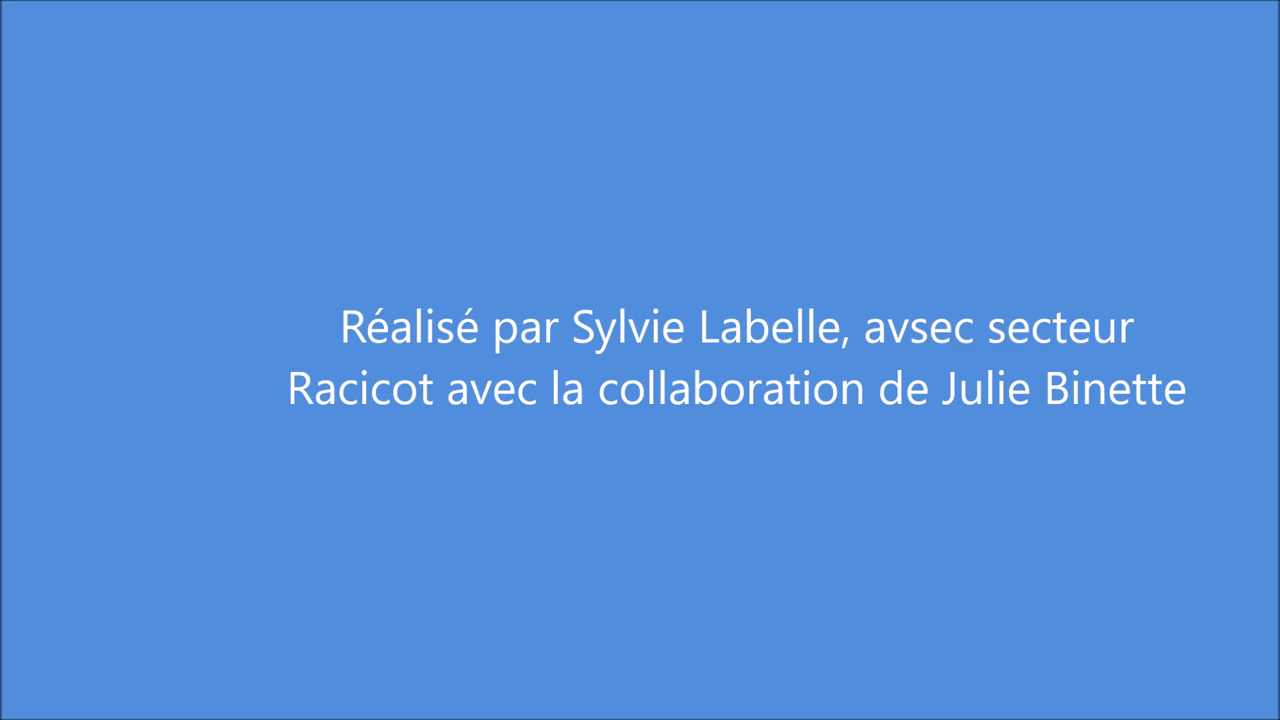 Réalisé par Sylvie Labelle, avsec secteur
Racicot avec la collaboration de Julie Binette